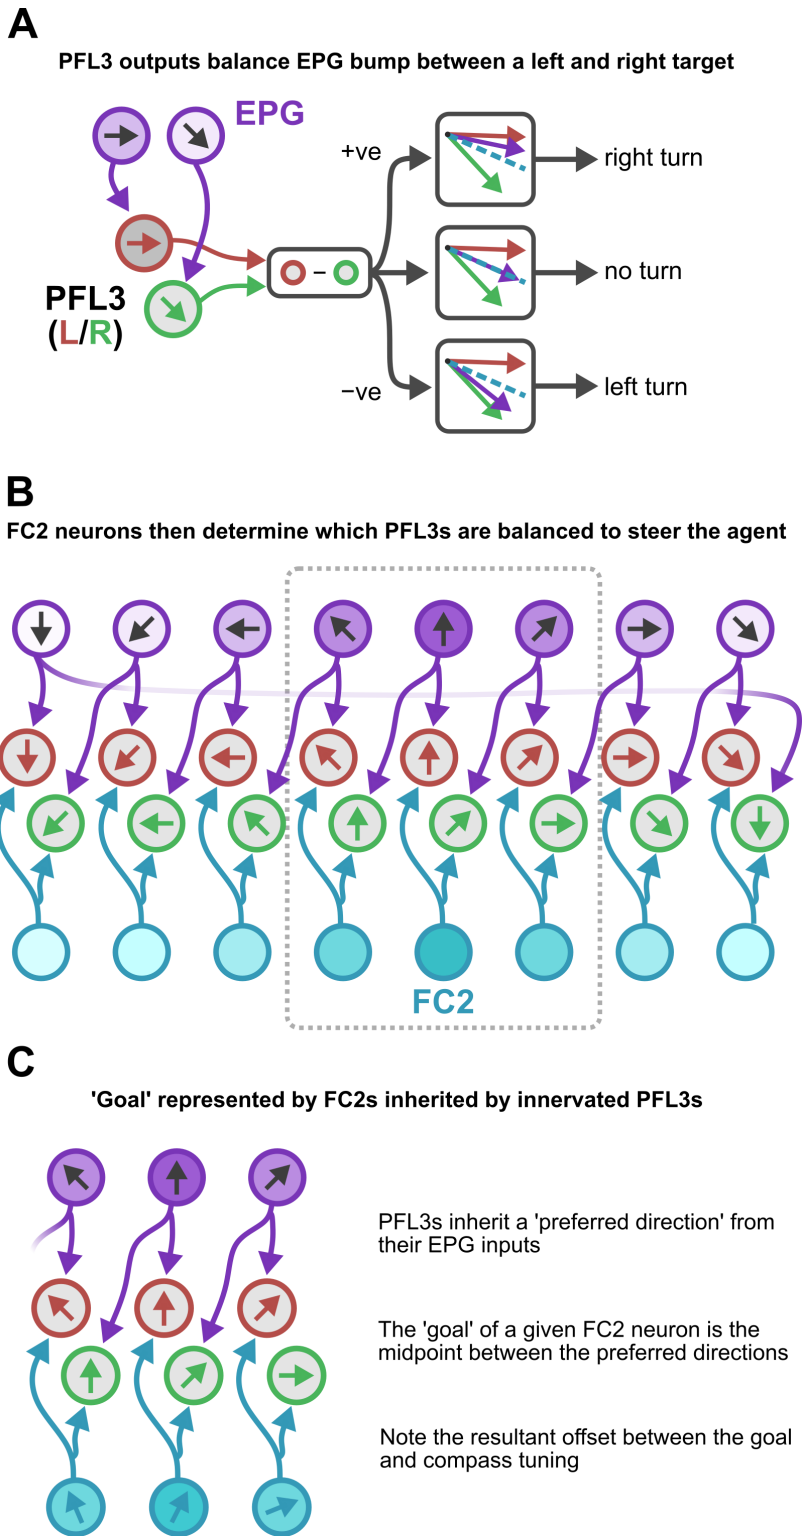 A
PFL3 outputs balance EPG bump between a left and right target
EPG
+ve
right turn
PFL3
(L/R)
–
no turn
−ve
left turn
B
FC2 neurons then determine which PFL3s are balanced to steer the agent
FC2
C
'Goal' represented by FC2s inherited by innervated PFL3s
PFL3s inherit a 'preferred direction' from
their EPG inputs
The 'goal' of a given FC2 neuron is the
midpoint between the preferred directions
Note the resultant offset between the goal
and compass tuning